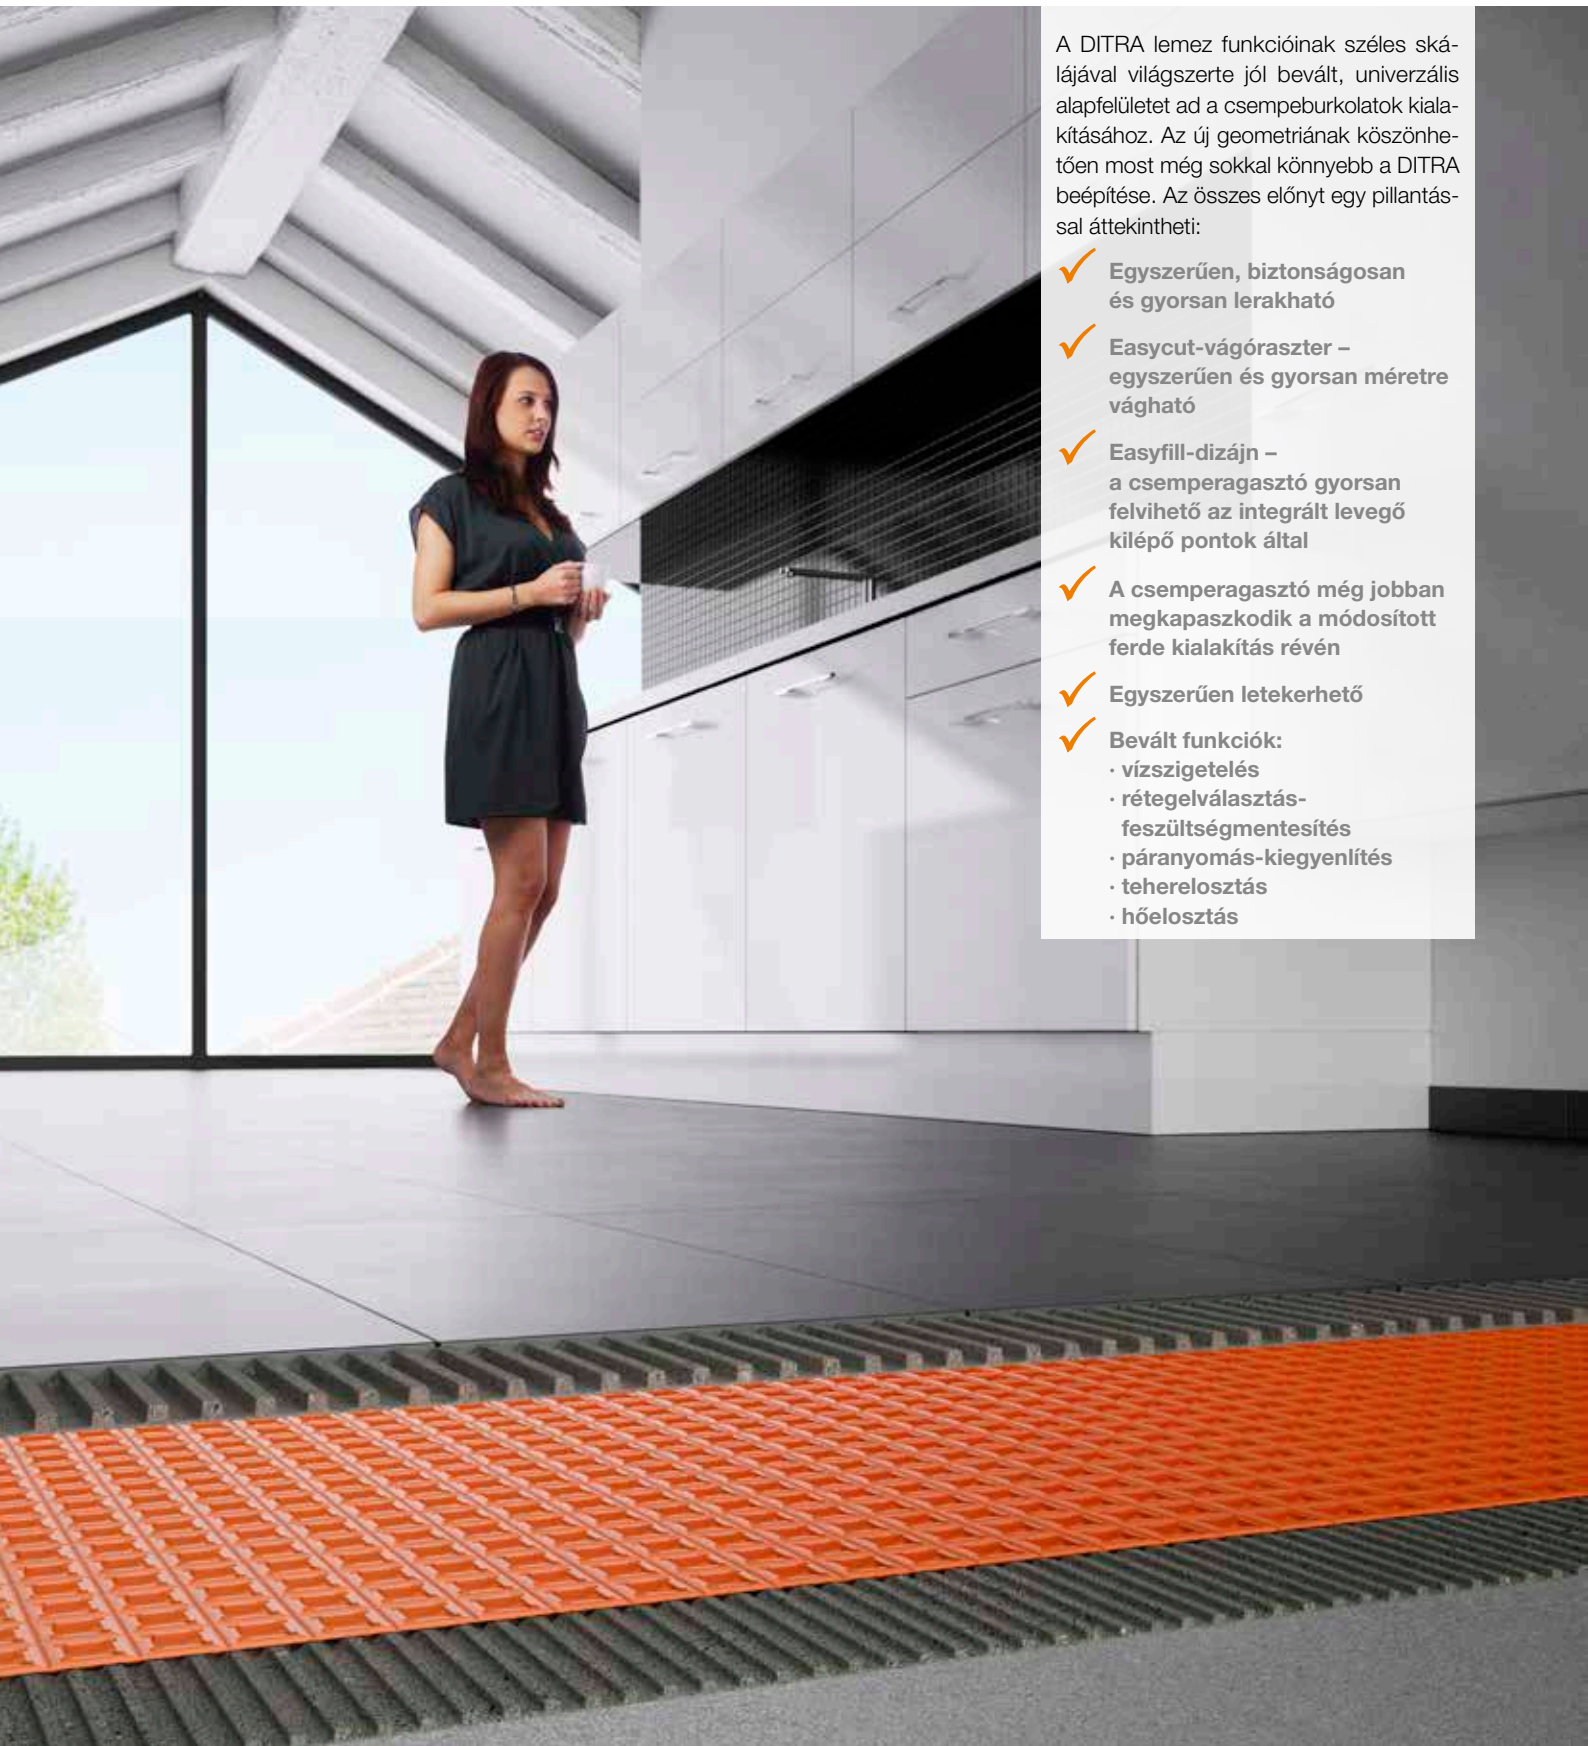 A DITRA lemez funkcióinak széles ská-
lájával világszerte jól bevált, univerzális
alapfelületet ad a csempeburkolatok kiala-
kításához. Az új geometriának köszönhe-
tően most még sokkal könnyebb a DITRA
beépítése. Az összes előnyt egy pillantás-
sal áttekintheti:
Egyszerűen, biztonságosan
és gyorsan lerakható
Easycut-vágóraszter –
egyszerűen és gyorsan méretre
vágható
Easyfill-dizájn –
a csemperagasztó gyorsan
felvihető az integrált levegő
kilépő pontok által
A csemperagasztó még jobban
megkapaszkodik a módosított
ferde kialakítás révén
Egyszerűen letekerhető
Bevált funkciók:
· vízszigetelés
· rétegelválasztás-
feszültségmentesítés
· páranyomás-kiegyenlítés
· teherelosztás
· hőelosztás